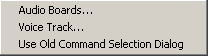 Audio Boards...
Voice Track...
Use Old Command Selection Dialog